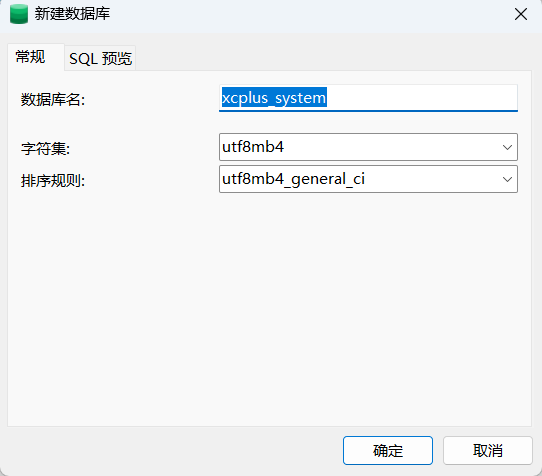 新建数据库
常规
SQL 预览
数据库名:
xcplus_system
字符集:
utf8mb4
排序规则:
utf8mb4_general_ci
确定
取消